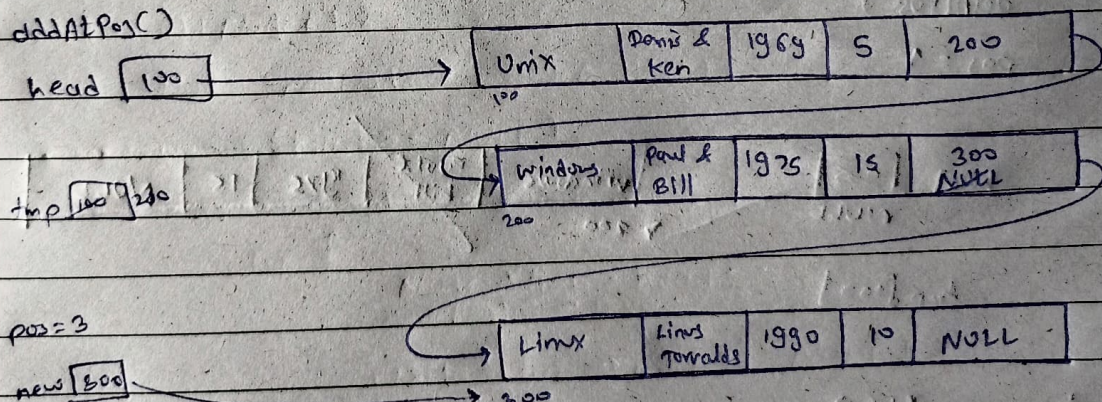 addAtPos()
head 100 Unix Denis & Ken 1969 5 200
100
tmp 100 200 windows Paul & Bill 1975 15 300 NULL
200
pos=3
Linux Linus Torvalds 1990 10 NULL
new 300
300